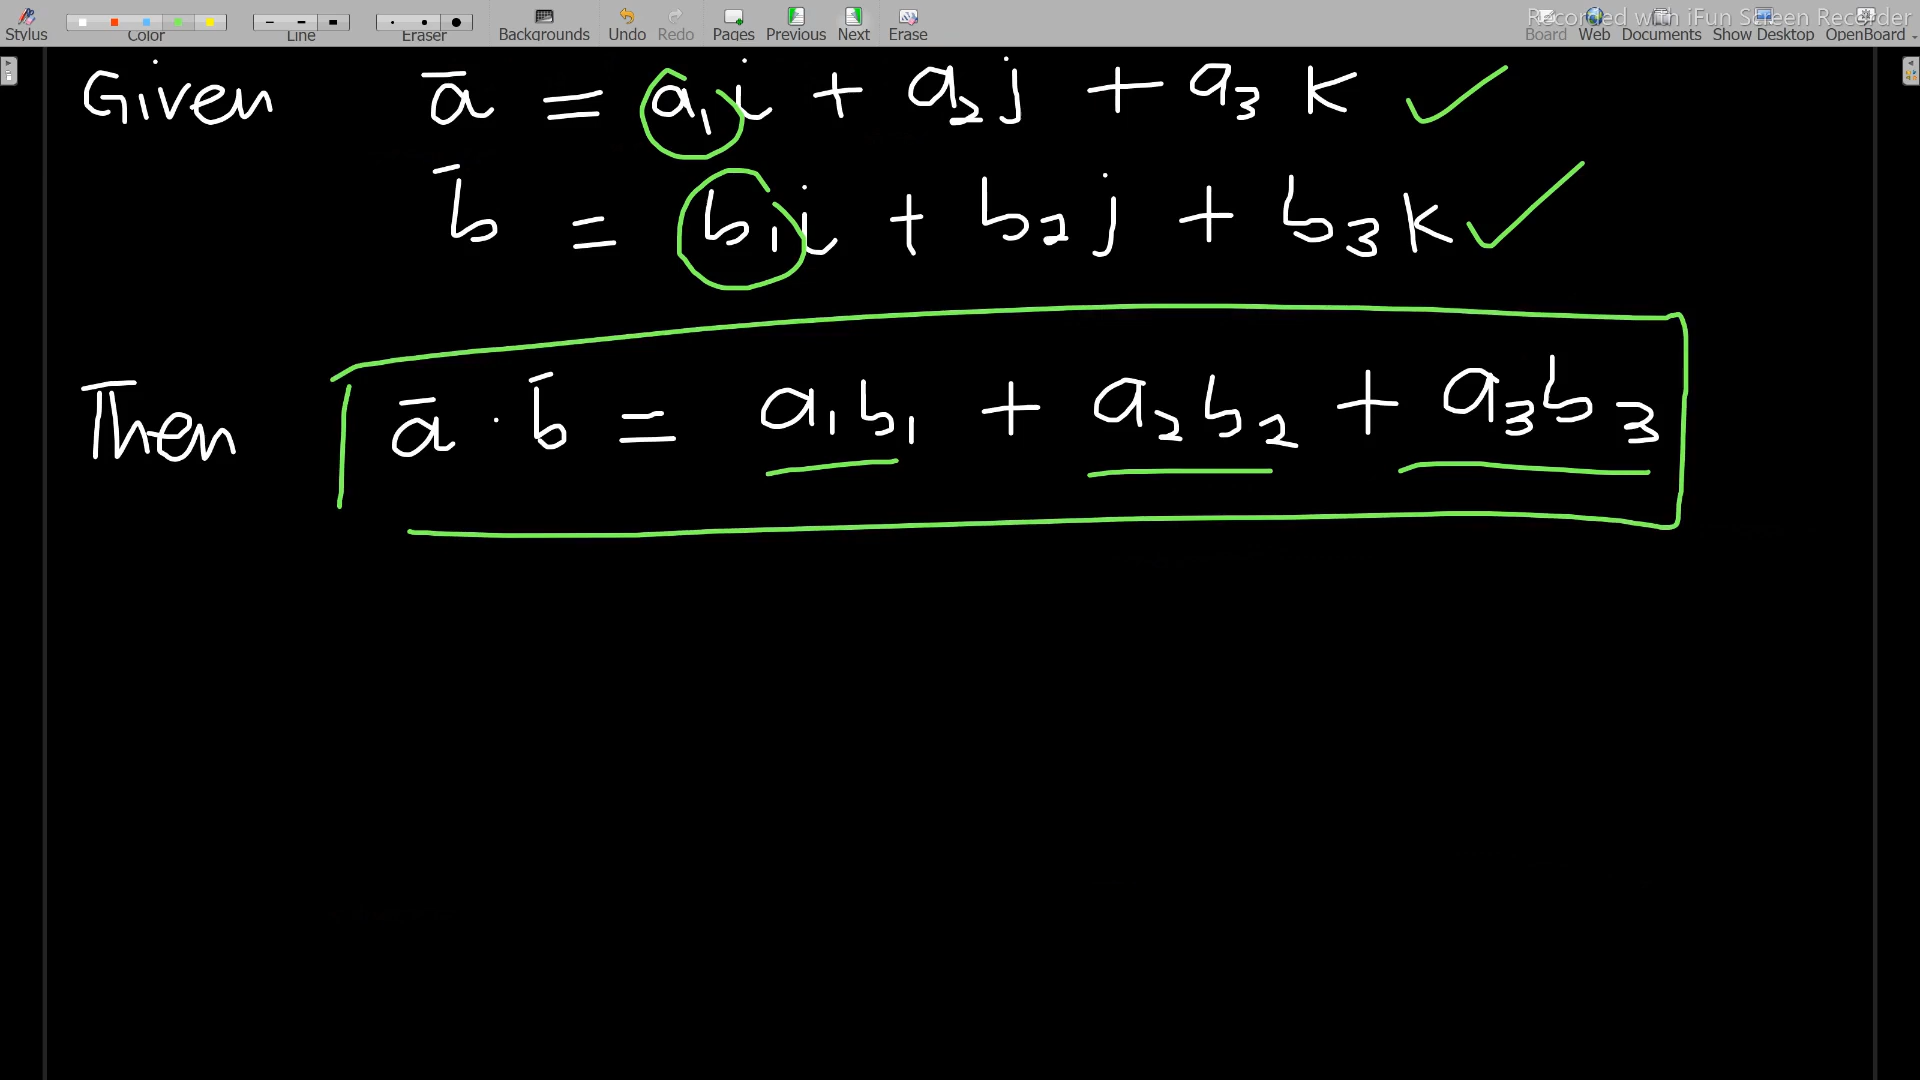 Recorded with iFun Screen Recorder
Stylus Color Line Eraser Backgrounds Undo Redo Pages Previous Next Erase Board Web Documents Show Desktop OpenBoard
Given a̅ = a₁i + a₂j + a₃k ✓
b̅ = b₁i + b₂j + b₃k ✓
Then a̅ · b̅ = a₁b₁ + a₂b₂ + a₃b₃